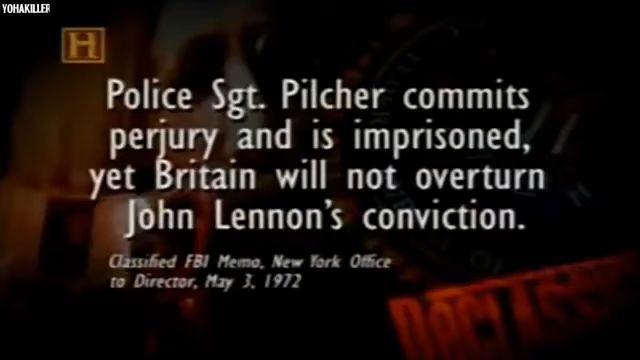 YOHAKILLER
H
Police Sgt. Pilcher commits
perjury and is imprisoned,
yet Britain will not overturn
John Lennon's conviction.
Classified FBI Memo, New York Office
to Director, May 3, 1972